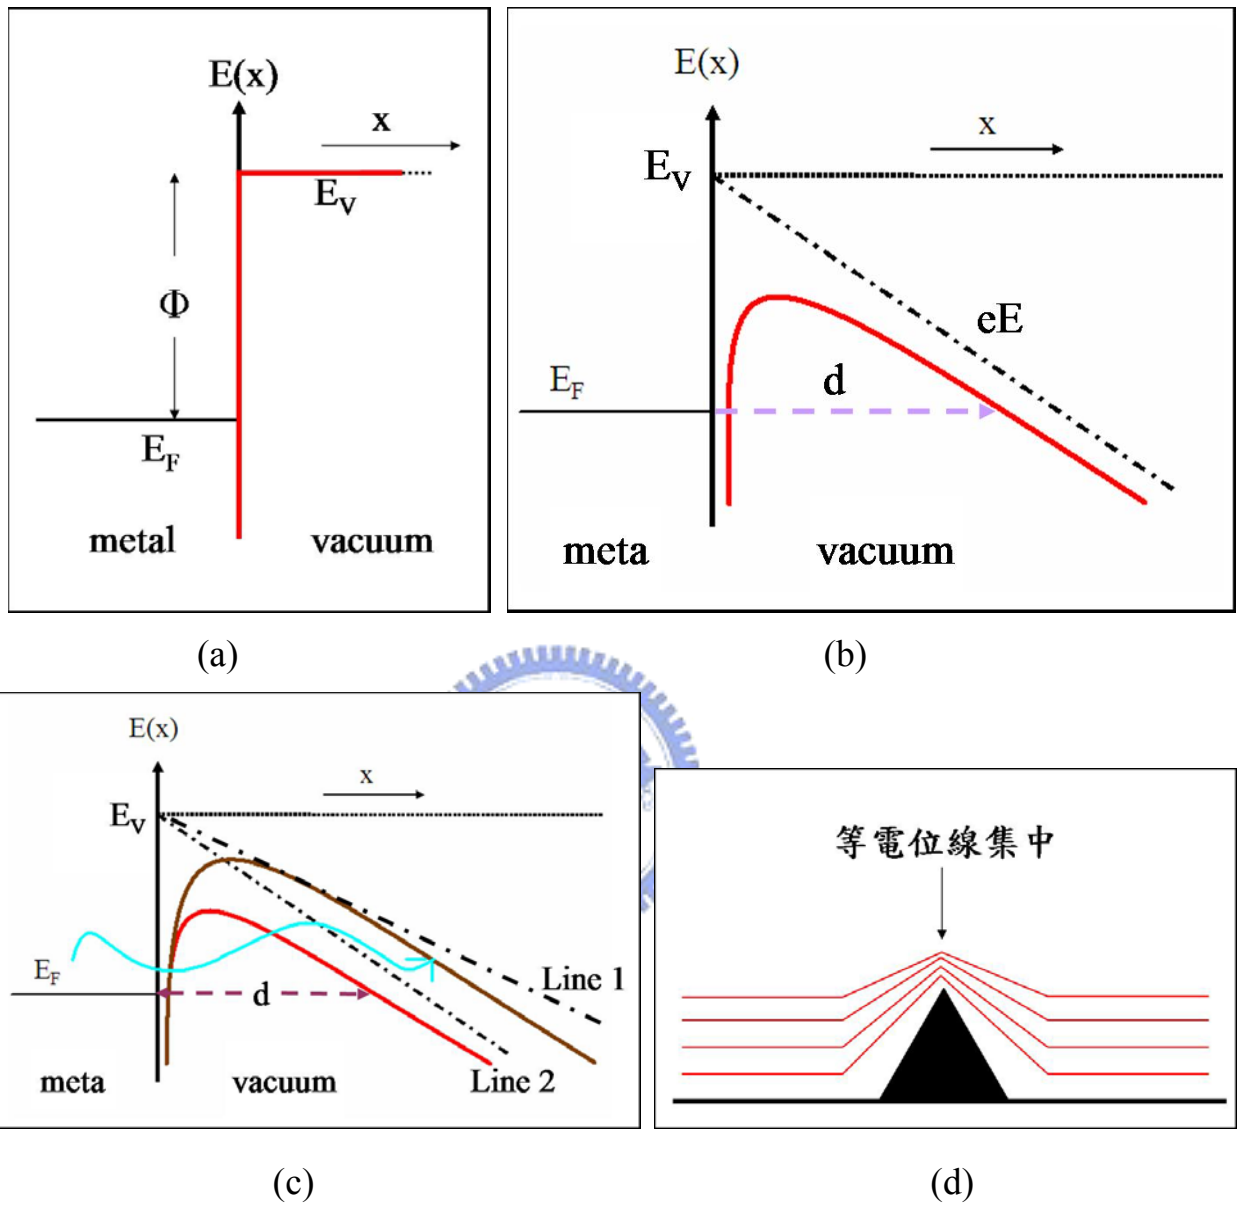 E(x)
x
E_V
Φ
E_F
metal vacuum
(a)
E(x)
x
E_V
eE
E_F
d
meta vacuum
(b)
E(x)
x
E_V
E_F
d
Line 1
meta vacuum
Line 2
(c)
等電位線集中
(d)